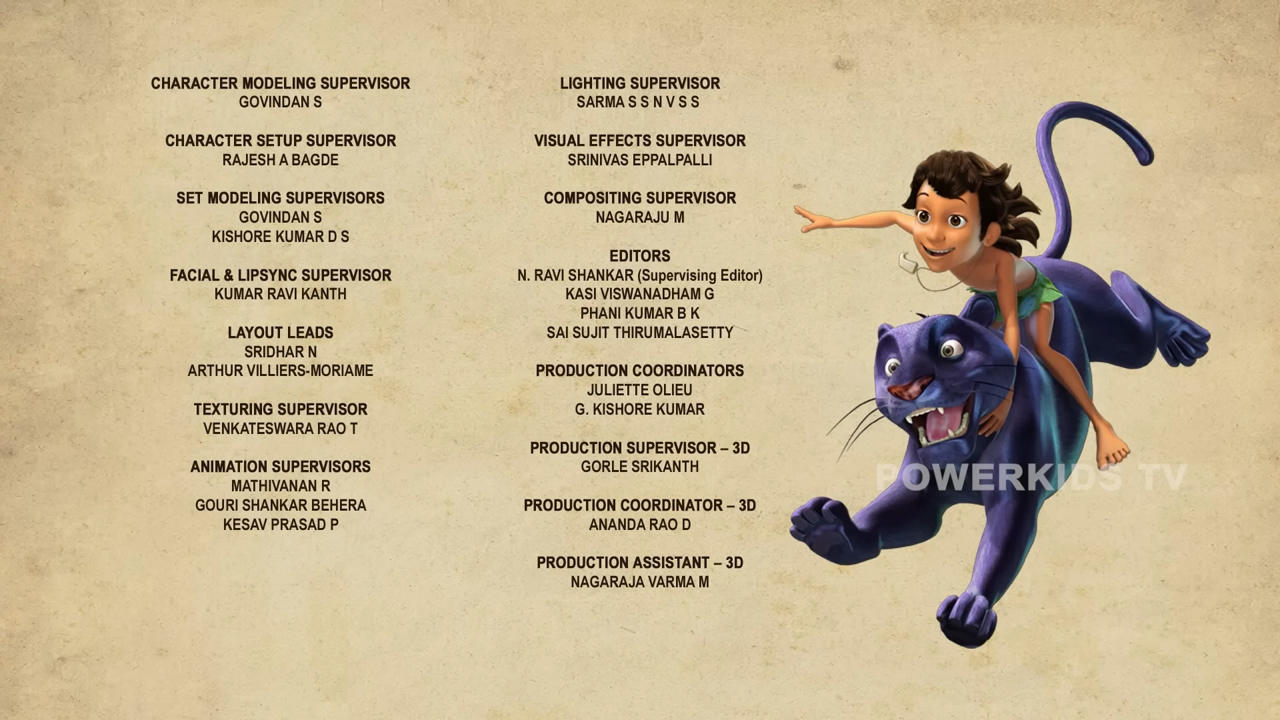 CHARACTER MODELING SUPERVISOR
GOVINDAN S
CHARACTER SETUP SUPERVISOR
RAJESH A BAGDE
SET MODELING SUPERVISORS
GOVINDAN S
KISHORE KUMAR D S
FACIAL & LIPSYNC SUPERVISOR
KUMAR RAVI KANTH
LAYOUT LEADS
SRIDHAR N
ARTHUR VILLIERS-MORIAME
TEXTURING SUPERVISOR
VENKATESWARA RAO T
ANIMATION SUPERVISORS
MATHIVANAN R
GOURI SHANKAR BEHERA
KESAV PRASAD P
LIGHTING SUPERVISOR
SARMA S S N V S S
VISUAL EFFECTS SUPERVISOR
SRINIVAS EPPALPALLI
COMPOSITING SUPERVISOR
NAGARAJU M
EDITORS
N. RAVI SHANKAR (Supervising Editor)
KASI VISWANADHAM G
PHANI KUMAR B K
SAI SUJIT THIRUMALASETTY
PRODUCTION COORDINATORS
JULIETTE OLIEU
G. KISHORE KUMAR
PRODUCTION SUPERVISOR – 3D
GORLE SRIKANTH
PRODUCTION COORDINATOR – 3D
ANANDA RAO D
PRODUCTION ASSISTANT – 3D
NAGARAJA VARMA M
POWERKIDS TV